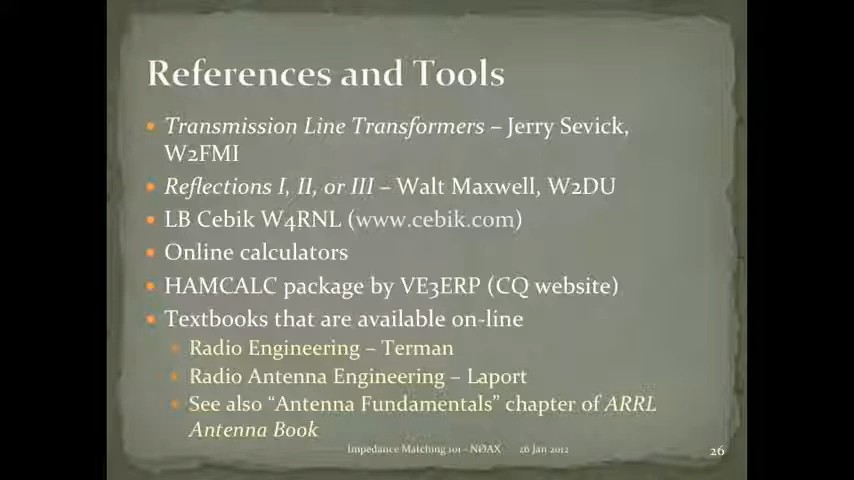 References and Tools
• Transmission Line Transformers – Jerry Sevick,
W2FMI
• Reflections I, II, or III – Walt Maxwell, W2DU
• LB Cebik W4RNL (www.cebik.com)
• Online calculators
• HAMCALC package by VE3ERP (CQ website)
• Textbooks that are available on-line
• Radio Engineering – Terman
• Radio Antenna Engineering – Laport
• See also “Antenna Fundamentals” chapter of ARRL
Antenna Book
Impedance Matching 101 - NØAX 26 Jan 2012 26